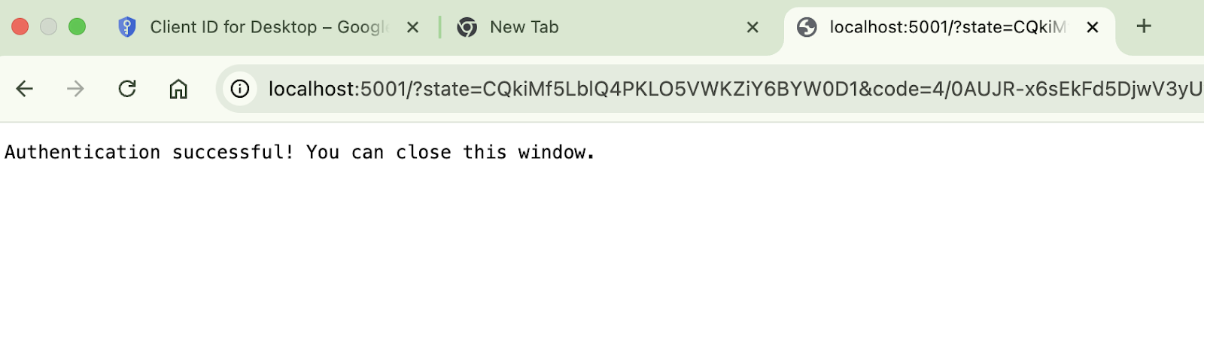 Client ID for Desktop – Googl
New Tab
localhost:5001/?state=CQkiM
localhost:5001/?state=CQkiMf5LblQ4PKLO5VWKZiY6BYW0D1&code=4/0AUJR-x6sEkFd5DjwV3yU
Authentication successful! You can close this window.